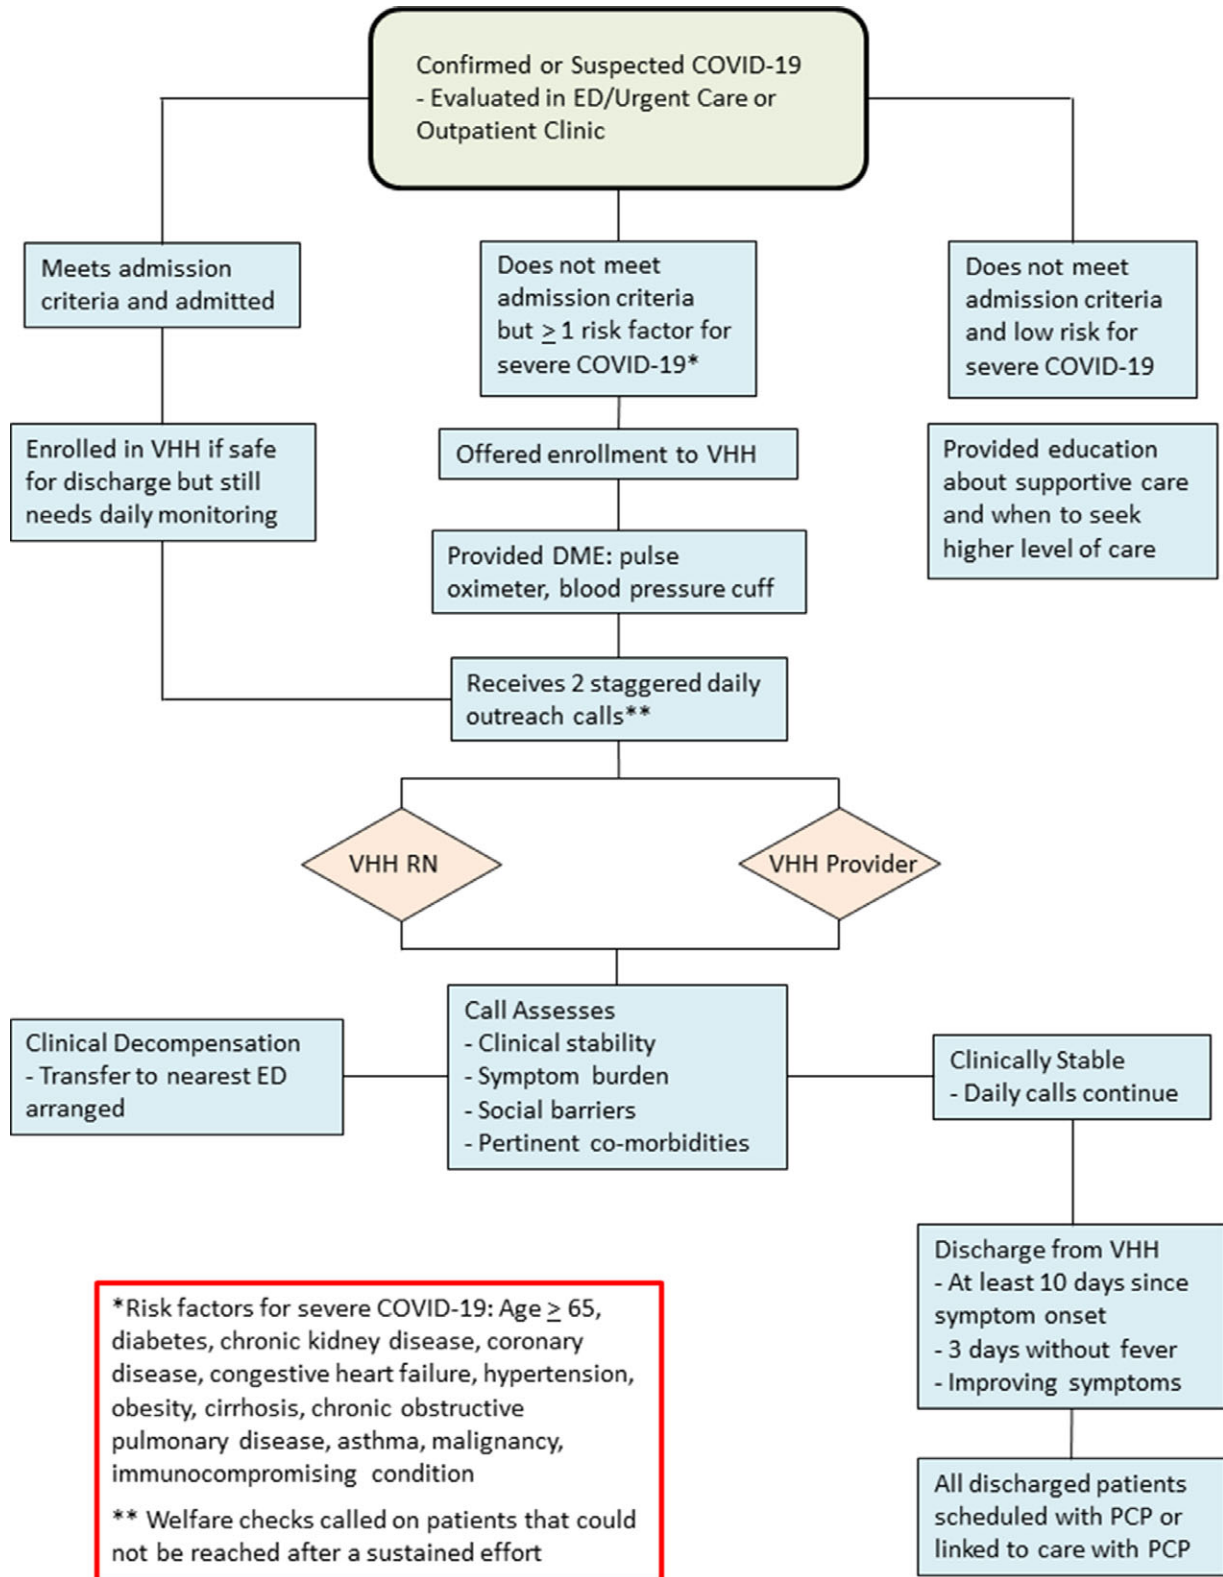 Confirmed or Suspected COVID-19
- Evaluated in ED/Urgent Care or
Outpatient Clinic
Meets admission
criteria and admitted
Does not meet
admission criteria
but ≥ 1 risk factor for
severe COVID-19*
Does not meet
admission criteria
and low risk for
severe COVID-19
Enrolled in VHH if safe
for discharge but still
needs daily monitoring
Offered enrollment to VHH
Provided education
about supportive care
and when to seek
higher level of care
Provided DME: pulse
oximeter, blood pressure cuff
Receives 2 staggered daily
outreach calls**
VHH RN
VHH Provider
Clinical Decompensation
- Transfer to nearest ED
arranged
Call Assesses
- Clinical stability
- Symptom burden
- Social barriers
- Pertinent co-morbidities
Clinically Stable
- Daily calls continue
Discharge from VHH
- At least 10 days since
symptom onset
- 3 days without fever
- Improving symptoms
All discharged patients
scheduled with PCP or
linked to care with PCP
*Risk factors for severe COVID-19: Age ≥ 65,
diabetes, chronic kidney disease, coronary
disease, congestive heart failure, hypertension,
obesity, cirrhosis, chronic obstructive
pulmonary disease, asthma, malignancy,
immunocompromising condition
** Welfare checks called on patients that could
not be reached after a sustained effort